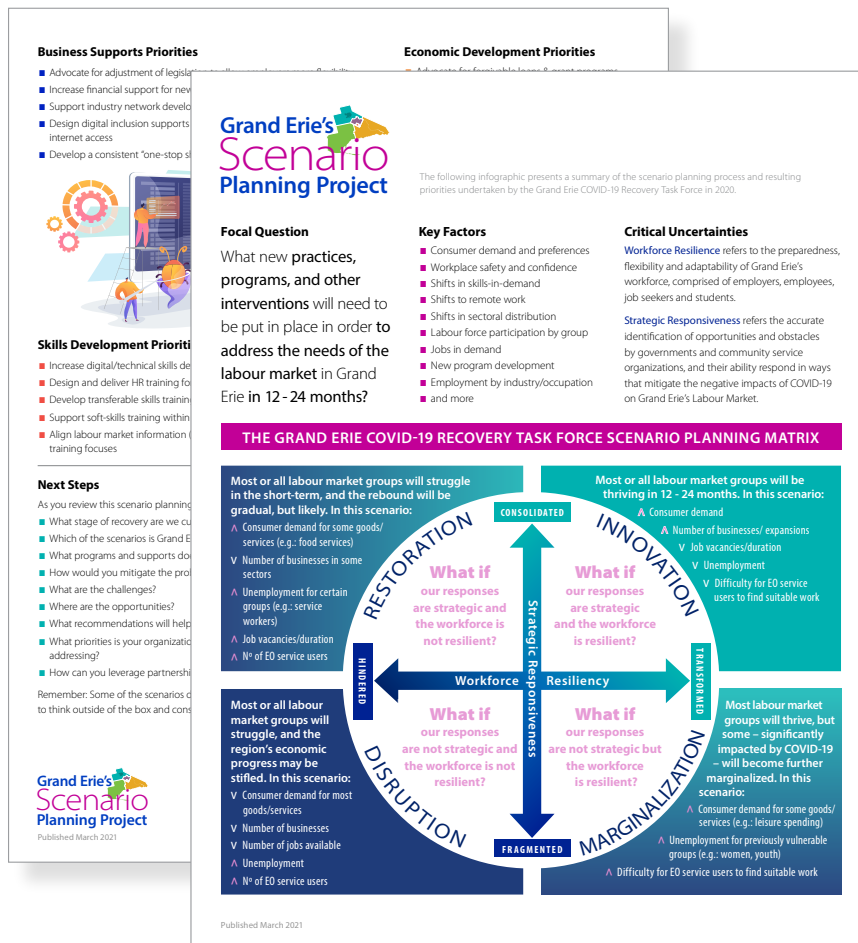 Business Supports Priorities
Advocate for adjustment of
Increase financial support for new
Support industry network
Design digital inclusion supports
internet access
Develop a consistent "one-stop
Economic Development Priorities
Skills Development
Increase digital/technical skills
Design and deliver HR training
Develop transferable skills
Support soft-skills training within
Align labour market information
training focuses
Next Steps
As you review this scenario planning
What stage of recovery are we
Which of the scenarios is Grand
What programs and supports
How would you mitigate the
What are the challenges?
Where are the opportunities?
What recommendations will help
What priorities is your
addressing?
How can you leverage
Remember: Some of the scenarios
to think outside of the box and
Grand Erie's
Scenario
Planning Project
Published March 2021
Grand Erie's
Scenario
Planning Project
The following infographic presents a summary of the scenario planning process and resulting
priorities undertaken by the Grand Erie COVID-19 Recovery Task Force in 2020.
Focal Question
What new practices,
programs, and other
interventions will need to
be put in place in order to
address the needs of the
labour market in Grand
Erie in 12 - 24 months?
Key Factors
Consumer demand and preferences
Workplace safety and confidence
Shifts in skills-in-demand
Shifts to remote work
Shifts in sectoral distribution
Labour force participation by group
Jobs in demand
New program development
Employment by industry/occupation
and more
Critical Uncertainties
Workforce Resilience refers to the preparedness,
flexibility and adaptability of Grand Erie's
workforce, comprised of employers, employees,
job seekers and students.
Strategic Responsiveness refers the accurate
identification of opportunities and obstacles
by governments and community service
organizations, and their ability respond in ways
that mitigate the negative impacts of COVID-19
on Grand Erie's Labour Market.
THE GRAND ERIE COVID-19 RECOVERY TASK FORCE SCENARIO PLANNING MATRIX
Most or all labour market groups will struggle
in the short-term, and the rebound will be
gradual, but likely. In this scenario:
Λ Consumer demand for some goods/
services (e.g.: food services)
V Number of businesses in some
sectors
Λ Unemployment for certain
groups (e.g.: service
workers)
Λ Job vacancies/duration
Λ Nº of EO service users
RESTORATION
CONSOLIDATED
INNOVATION
Most or all labour market groups will be
thriving in 12 - 24 months. In this scenario:
Λ Consumer demand
Λ Number of businesses/ expansions
V Job vacancies/duration
V Unemployment
V Difficulty for EO service
users to find suitable work
What if
our responses
are strategic and
the workforce is
not resilient?
What if
our responses
are strategic
and the workforce
is resilient?
HINDERED
Workforce Resiliency
Strategic Responsiveness
TRANSFORMED
Most or all labour
market groups will
struggle, and the
region's economic
progress may be
stifled. In this scenario:
V Consumer demand for most
goods/services
V Number of businesses
V Number of jobs available
Λ Unemployment
Λ Nº of EO service users
What if
our responses
are not strategic and
the workforce is not
resilient?
What if
our responses
are not strategic but
the workforce
is resilient?
DISRUPTION
FRAGMENTED
MARGINALIZATION
Most labour market
groups will thrive, but
some – significantly
impacted by COVID-19
– will become further
marginalized. In this
scenario:
Λ Consumer demand for some goods/
services (e.g.: leisure spending)
Λ Unemployment for previously vulnerable
groups (e.g.: women, youth)
Λ Difficulty for EO service users to find suitable work
Published March 2021